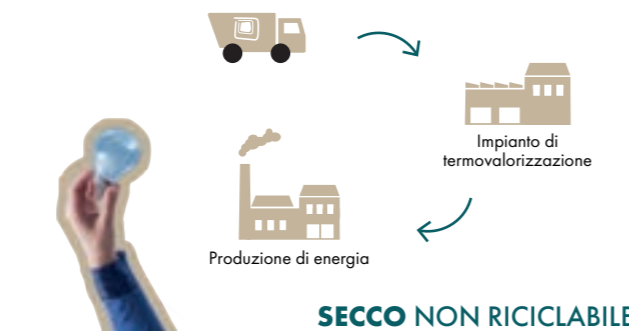 Impianto di
termovalorizzazione
Produzione di energia
SECCO NON RICICLABILE